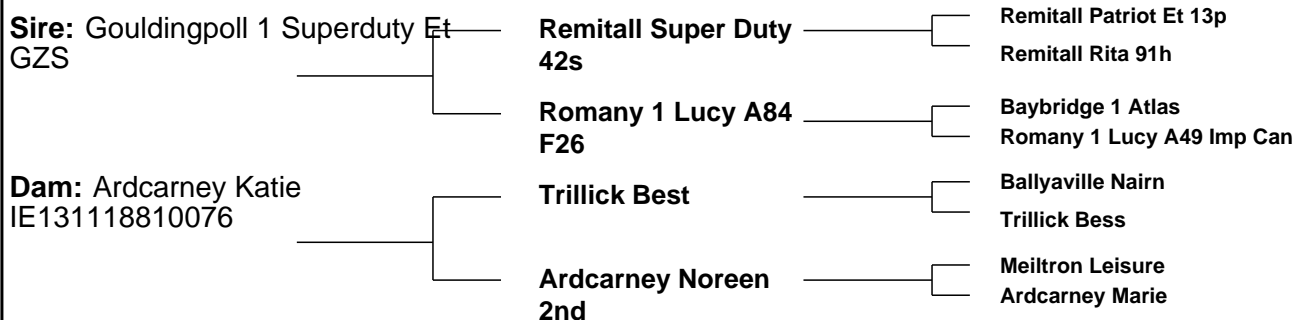 Sire: Gouldingpoll 1 Superduty Et
GZS
Remitall Super Duty
42s
Remitall Patriot Et 13p
Remitall Rita 91h
Romany 1 Lucy A84
F26
Baybridge 1 Atlas
Romany 1 Lucy A49 Imp Can
Dam: Ardcarney Katie
IE131118810076
Trillick Best
Ballyaville Nairn
Trillick Bess
Ardcarney Noreen
2nd
Meiltron Leisure
Ardcarney Marie